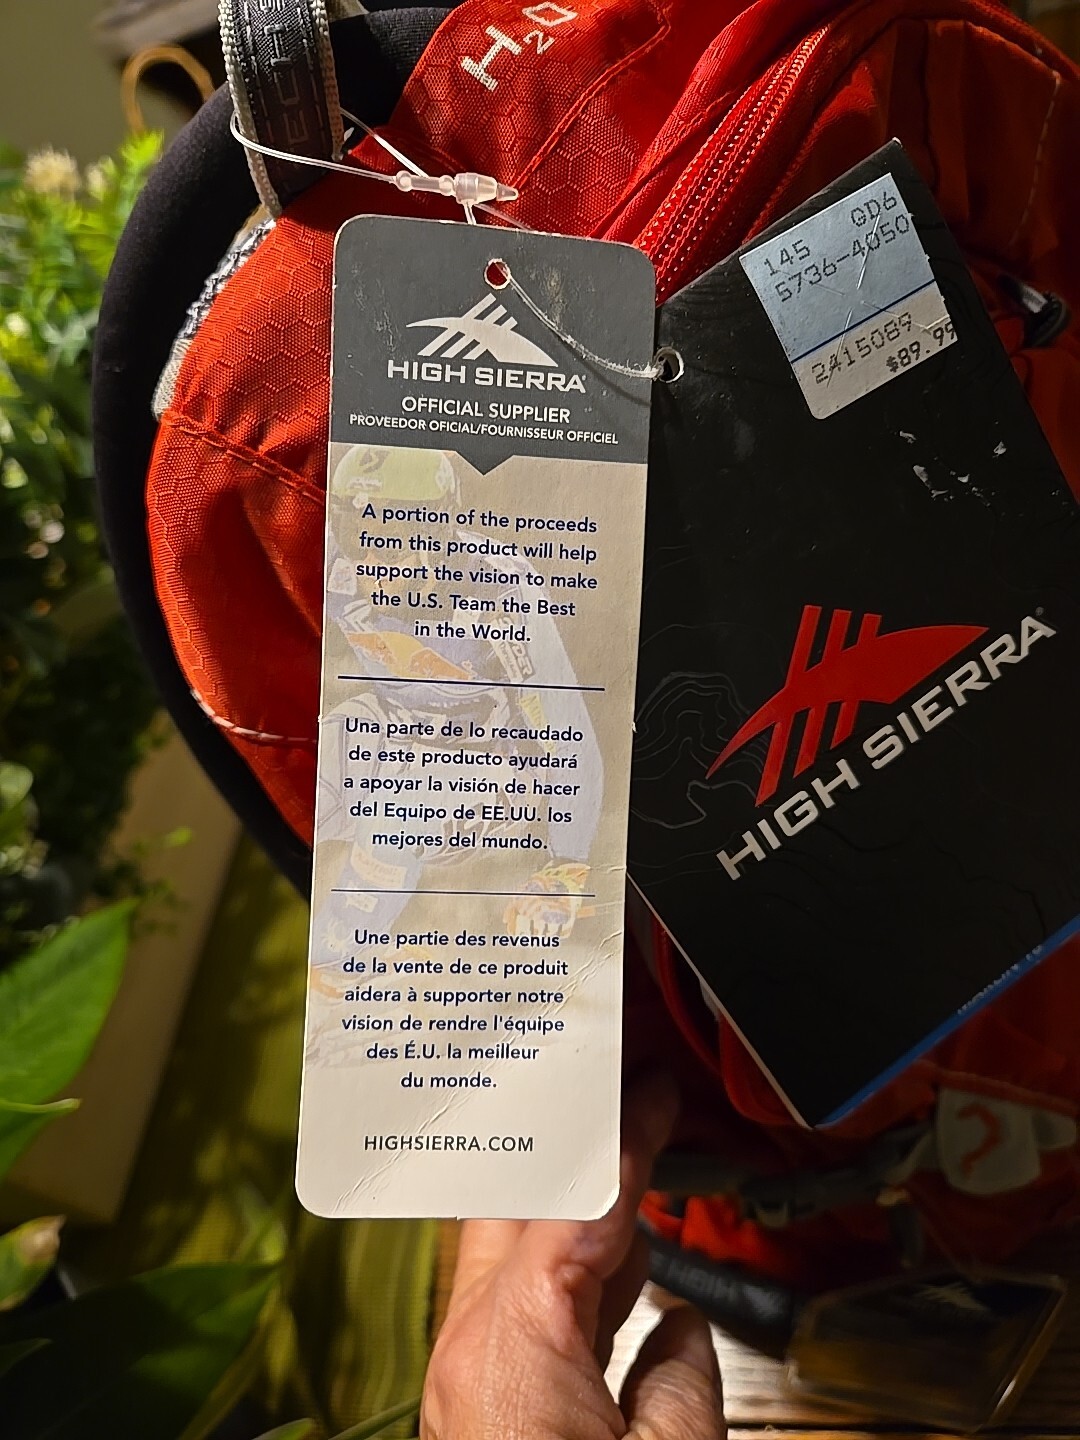 H2O
HIGH SIERRA
OFFICIAL SUPPLIER
PROVEEDOR OFICIAL/FOURNISSEUR OFFICIEL
A portion of the proceeds
from this product will help
support the vision to make
the U.S. Team the Best
in the World.
Una parte de lo recaudado
de este producto ayudará
a apoyar la visión de hacer
del Equipo de EE.UU. los
mejores del mundo.
Une partie des revenus
de la vente de ce produit
aidera à supporter notre
vision de rendre l'équipe
des É.U. la meilleur
du monde.
HIGHSIERRA.COM
145 GD6
5736-4050
2415089
$89.99
HIGH SIERRA